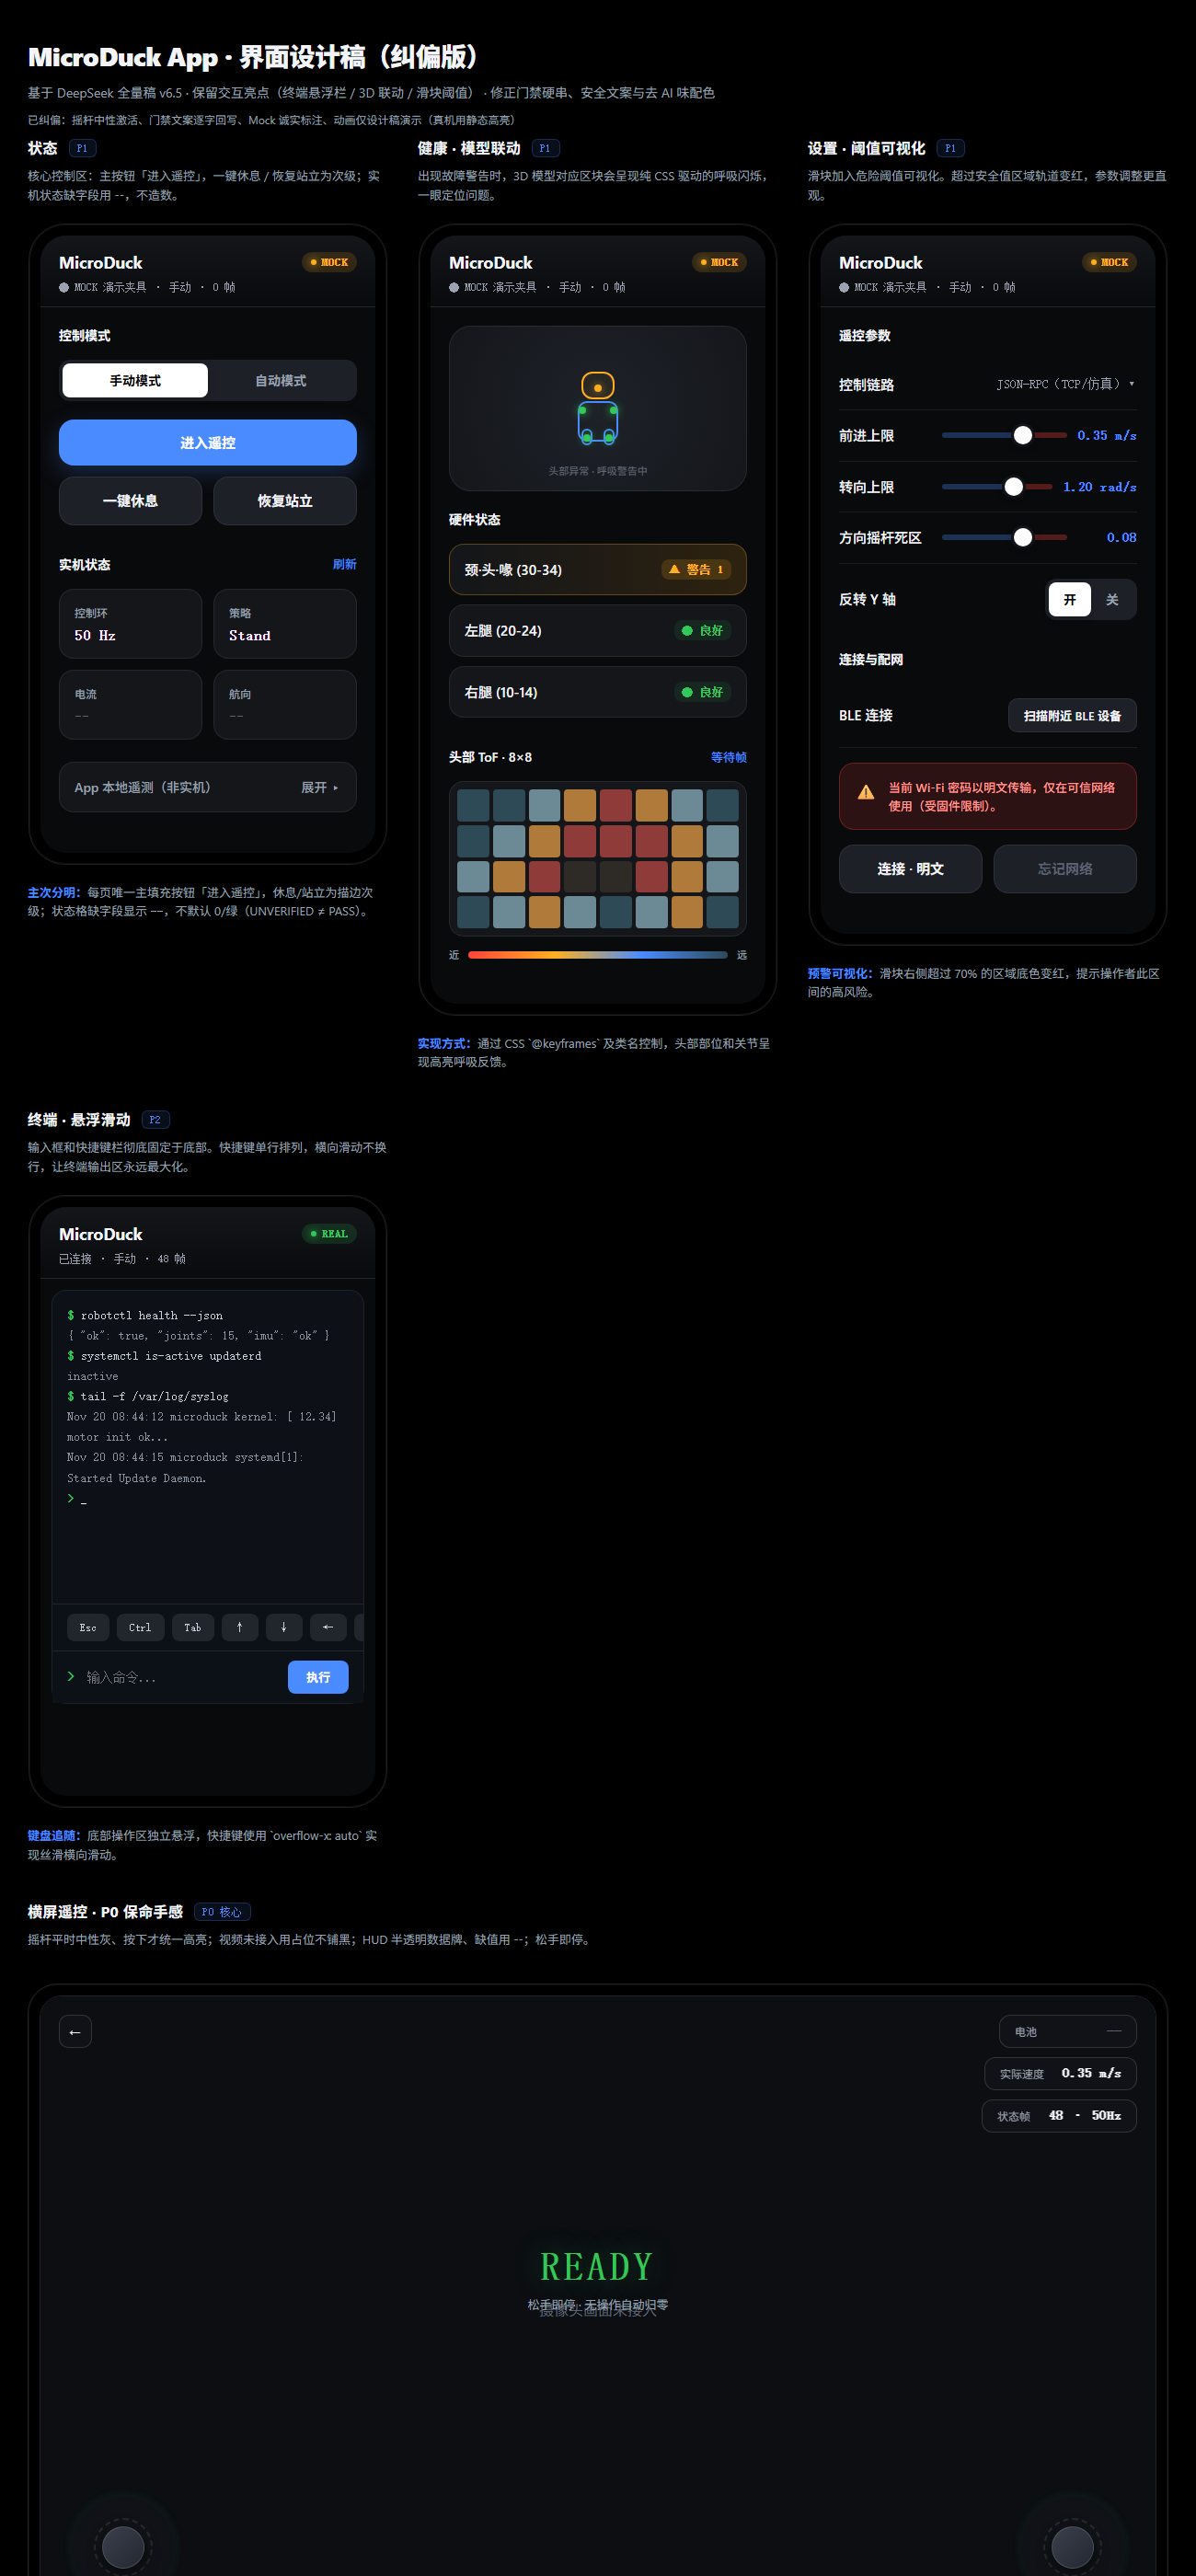 MicroDuck App · 界面设计稿（纠偏版）
基于 DeepSeek 全量稿 v6.5 · 保留交互亮点（终端悬浮栏 / 3D 联动 / 滑块阈值） · 修正门禁硬串、安全文案与去 AI 味配色
已纠偏：摇杆中性激活、门禁文案逐字回写、Mock 诚实标注、动画仅设计稿演示（真机用静态高亮）
状态 P1
核心控制区：主按钮「进入遥控」，一键休息 / 恢复站立为次级；实
机状态缺字段用 --，不造数。
MicroDuck
MOCK
MOCK 演示夹具 · 手动 · 0 帧
控制模式
手动模式
自动模式
进入遥控
一键休息
恢复站立
实机状态
刷新
控制环
50 Hz
策略
Stand
电流
--
航向
--
App 本地遥测（非实机）
展开 ▸
主次分明：每页唯一主填充按钮「进入遥控」，休息/站立为描边次
级；状态格缺字段显示 --，不默认 0/绿（UNVERIFIED ≠ PASS）。
健康 · 模型联动 P1
出现故障警告时，3D 模型对应区块会呈现纯 CSS 驱动的呼吸闪烁，
一眼定位问题。
MicroDuck
MOCK
MOCK 演示夹具 · 手动 · 0 帧
头部异常 · 呼吸警告中
硬件状态
颈·头·喙 (30-34)
▲ 警告 1
左腿 (20-24)
良好
右腿 (10-14)
良好
头部 ToF · 8×8
等待帧
近
远
实现方式：通过 CSS `@keyframes` 及类名控制，头部部位和关节呈
现高亮呼吸反馈。
设置 · 阈值可视化 P1
滑块加入危险阈值可视化。超过安全值区域轨道变红，参数调整更直
观。
MicroDuck
MOCK
MOCK 演示夹具 · 手动 · 0 帧
遥控参数
控制链路
JSON-RPC（TCP/仿真） ▾
前进上限
0.35 m/s
转向上限
1.20 rad/s
方向摇杆死区
0.08
反转 Y 轴
开
关
连接与配网
BLE 连接
扫描附近 BLE 设备
当前 Wi-Fi 密码以明文传输，仅在可信网络
使用（受固件限制）。
连接 · 明文
忘记网络
预警可视化：滑块右侧超过 70% 的区域底色变红，提示操作者此区
间的高风险。
终端 · 悬浮滑动 P2
输入框和快捷键栏彻底固定于底部。快捷键单行排列，横向滑动不换
行，让终端输出区永远最大化。
MicroDuck
REAL
已连接 · 手动 · 48 帧
$ robotctl health --json
{ "ok": true, "joints": 15, "imu": "ok" }
$ systemctl is-active updaterd
inactive
$ tail -f /var/log/syslog
Nov 20 08:44:12 microduck kernel: [ 12.34]
motor init ok...
Nov 20 08:44:15 microduck systemd[1]:
Started Update Daemon.
> _
Esc
Ctrl
Tab
↑
↓
←
> 输入命令...
执行
键盘追随：底部操作区独立悬浮，快捷键使用 `overflow-x: auto` 实
现丝滑横向滑动。
横屏遥控 · P0 保命手感 P0 核心
摇杆平时中性灰、按下才统一高亮；视频未接入用占位不铺黑；HUD 半透明数据牌、缺值用 --；松手即停。
←
电池 —
实际速度 0.35 m/s
状态帧 48 · 50Hz
READY
松手即停 · 无操作自动归零
摄像头画面未接入